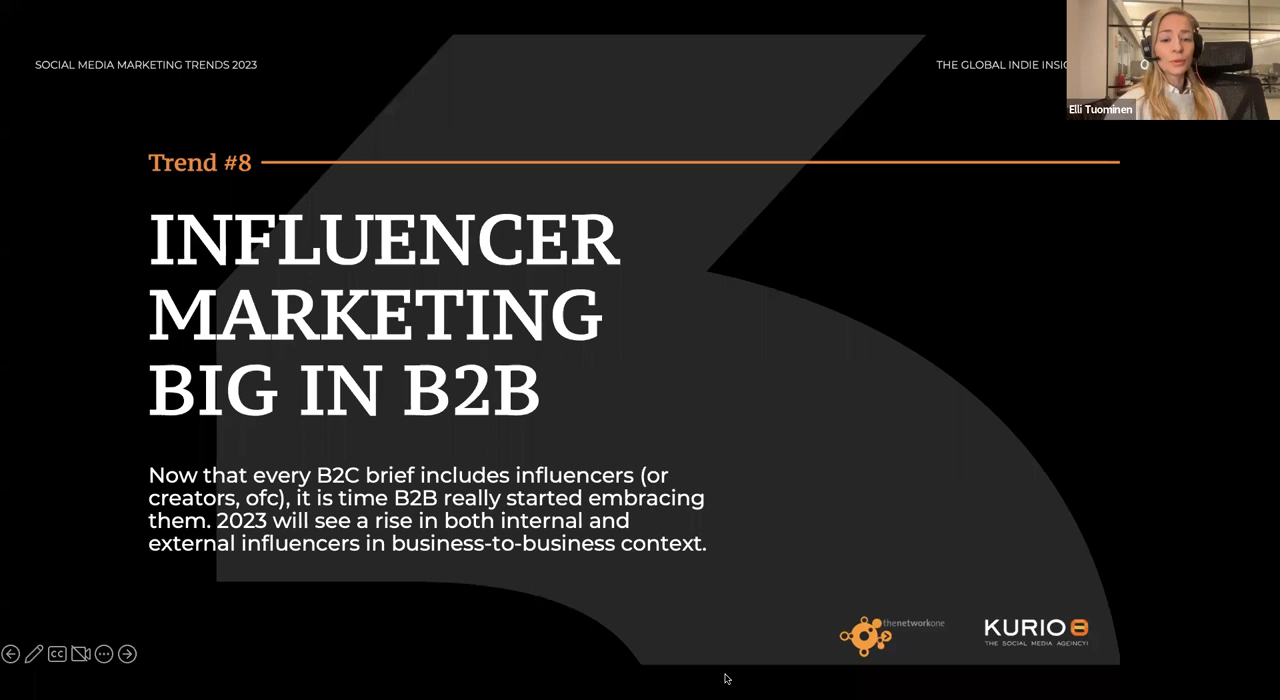 SOCIAL MEDIA MARKETING TRENDS 2023
THE GLOBAL INDIE
Elli Tuominen
Trend #8
INFLUENCER
MARKETING
BIG IN B2B
Now that every B2C brief includes influencers (or
creators, ofc), it is time B2B really started embracing
them. 2023 will see a rise in both internal and
external influencers in business-to-business context.
thenetworkone
KURIO
THE SOCIAL MEDIA AGENCY!
CC